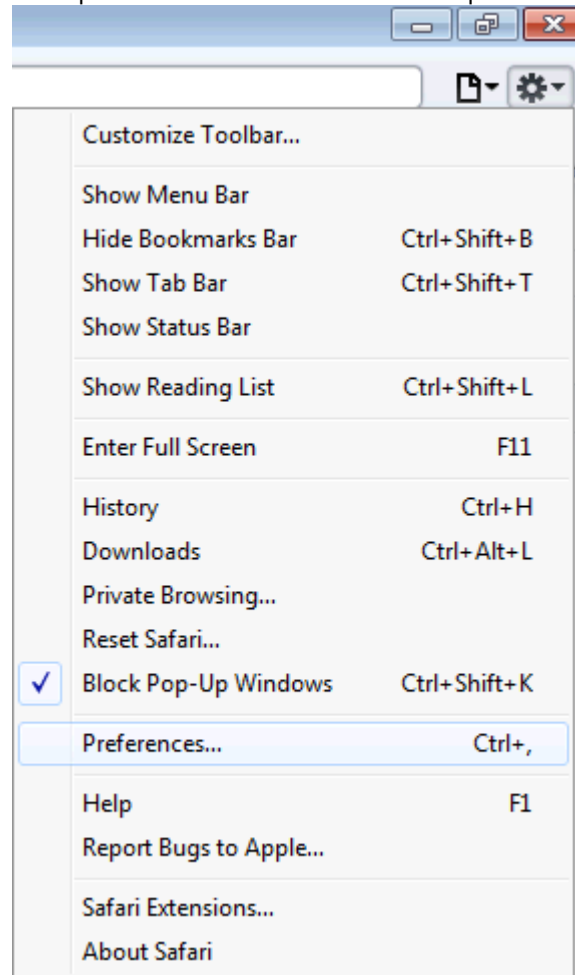 Customize Toolbar...
Show Menu Bar
Hide Bookmarks Bar Ctrl+Shift+B
Show Tab Bar Ctrl+Shift+T
Show Status Bar
Show Reading List Ctrl+Shift+L
Enter Full Screen F11
History Ctrl+H
Downloads Ctrl+Alt+L
Private Browsing...
Reset Safari...
Block Pop-Up Windows Ctrl+Shift+K
Preferences... Ctrl+,
Help F1
Report Bugs to Apple...
Safari Extensions...
About Safari